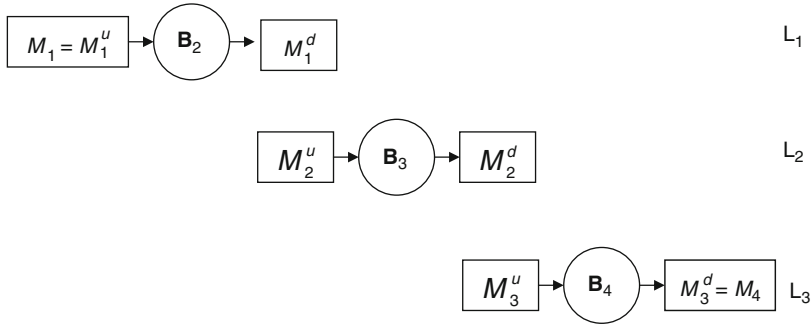 M₁ = M₁ᵘ B₂ M₁ᵈ L₁
M₂ᵘ B₃ M₂ᵈ L₂
M₃ᵘ B₄ M₃ᵈ = M₄ L₃